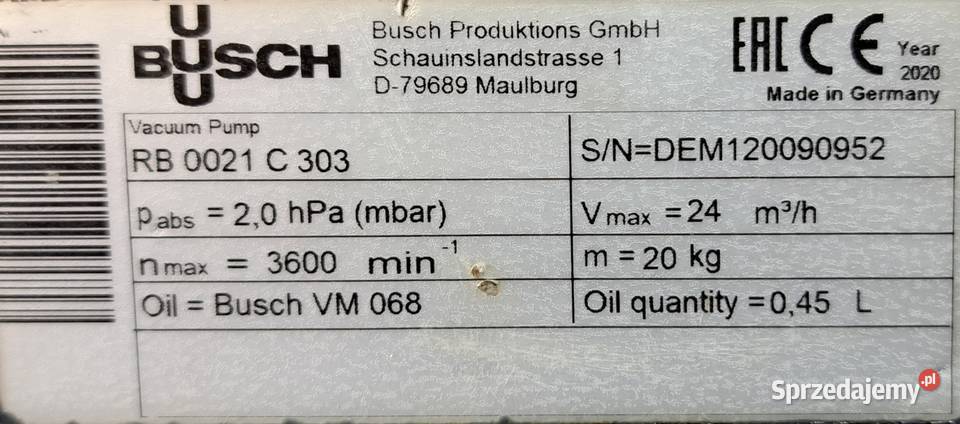 BUSCH
Busch Produktions GmbH
Schauinslandstrasse 1
D-79689 Maulburg
EAC CE Year
2020
Made in Germany
Vacuum Pump
RB 0021 C 303
S/N=DEM120090952
pabs = 2,0 hPa (mbar)
Vmax =24 m³/h
nmax = 3600 min⁻¹
m = 20 kg
Oil = Busch VM 068
Oil quantity =0,45 L
Sprzedajemy.pl